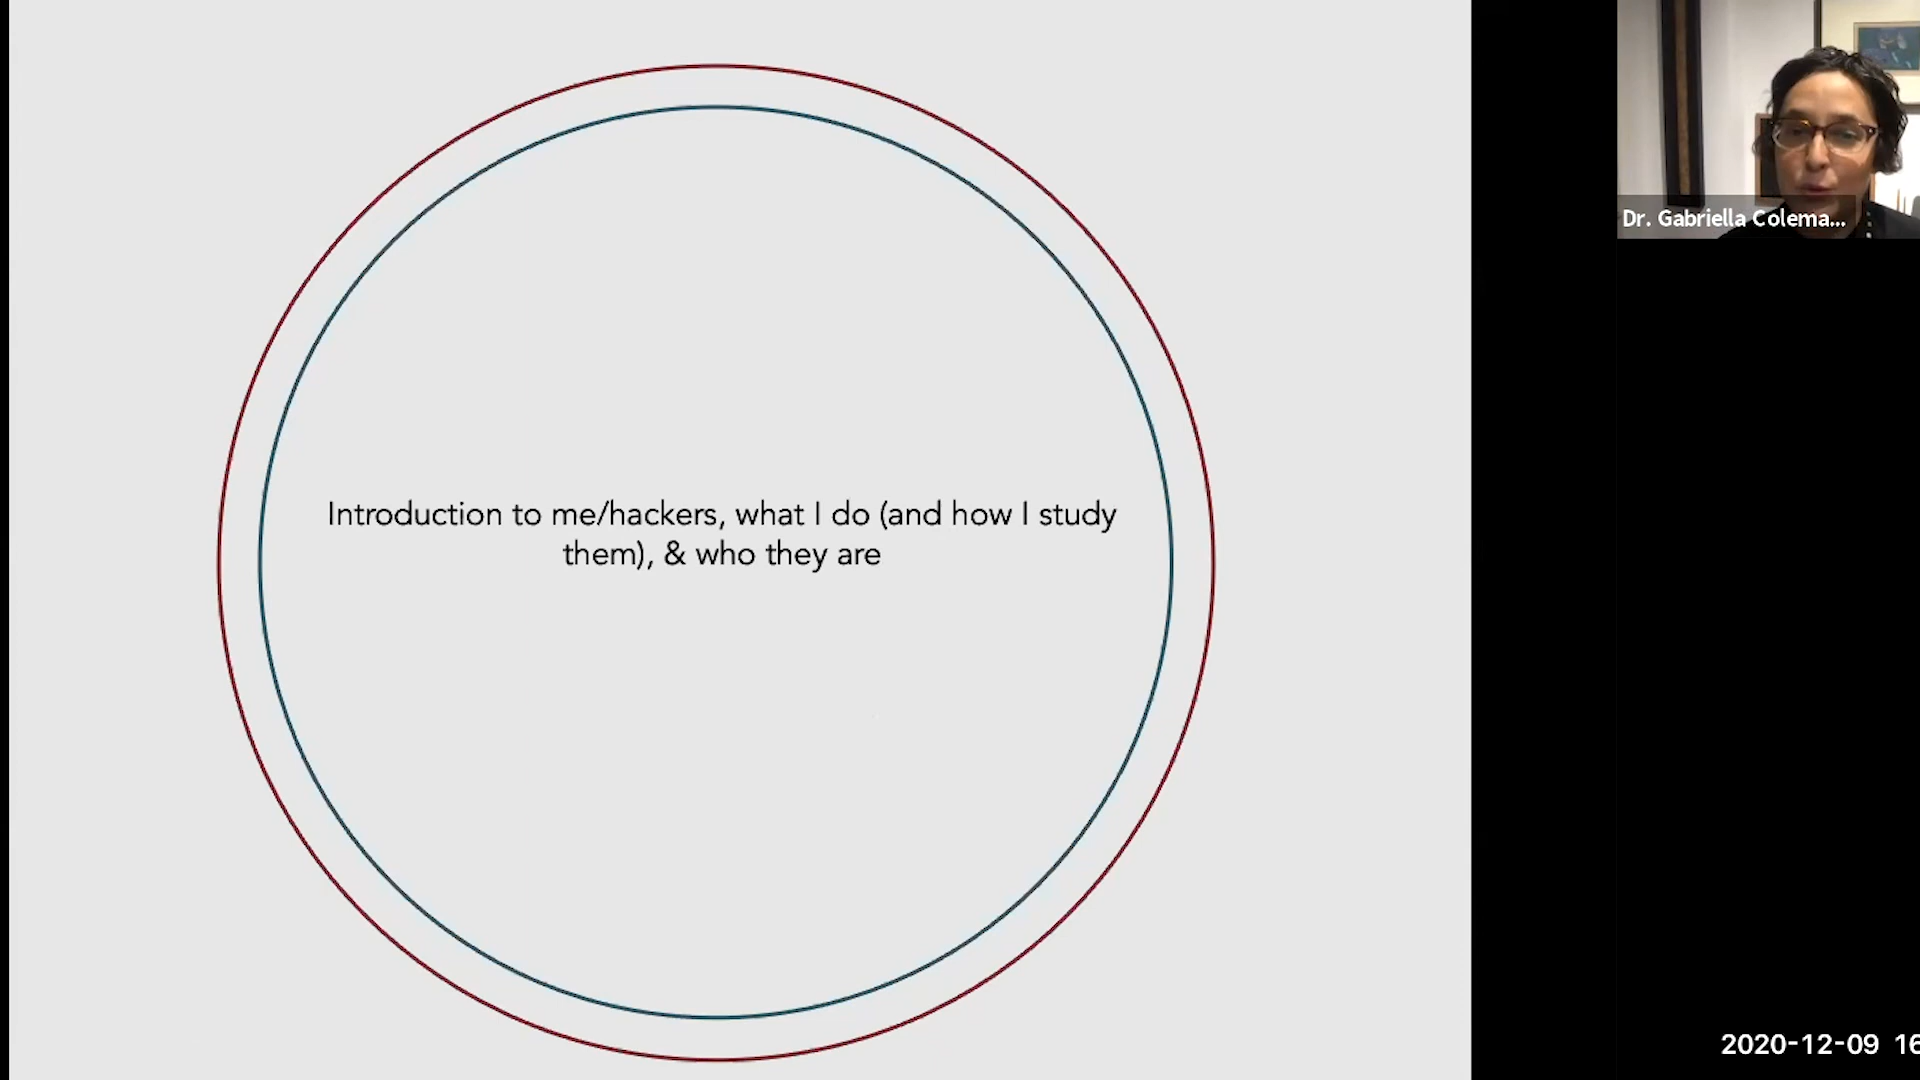 Introduction to me/hackers, what I do (and how I study
them), & who they are
Dr. Gabriella Colema...
2020-12-09 16